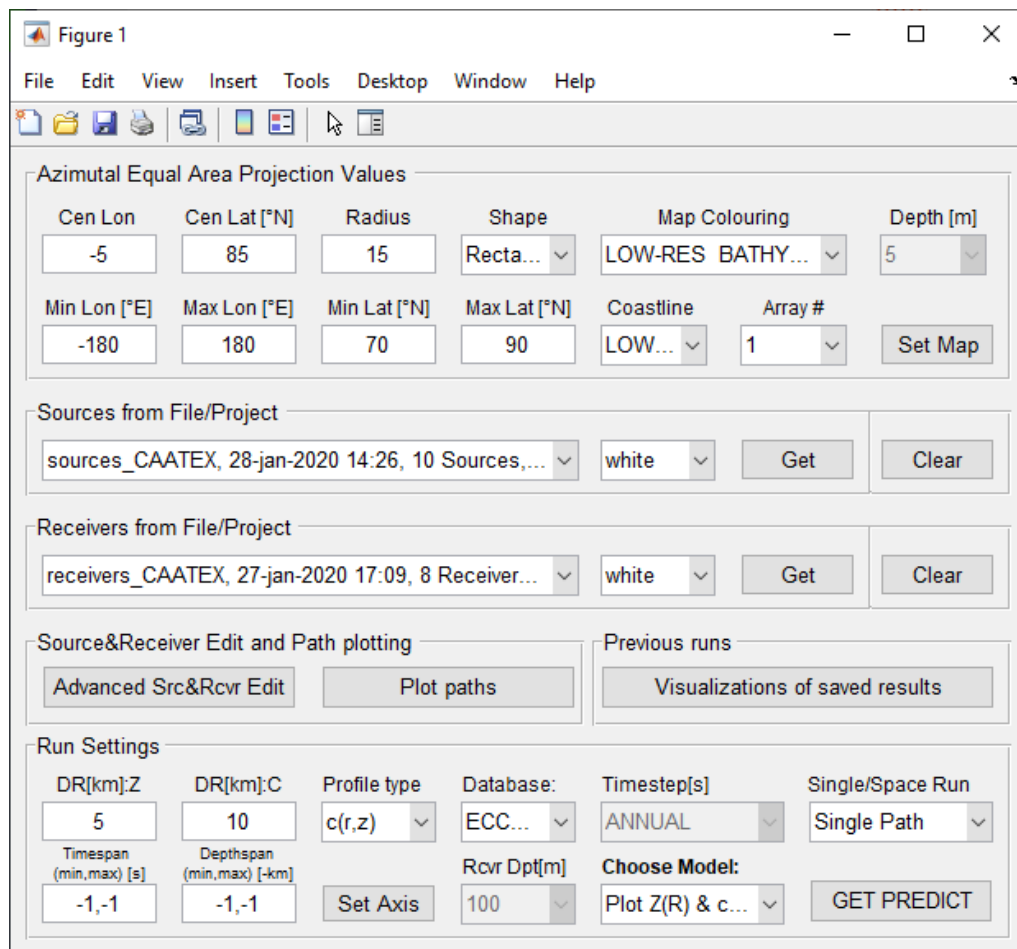 Figure 1
File Edit View Insert Tools Desktop Window Help
Azimutal Equal Area Projection Values
Cen Lon Cen Lat [°N] Radius Shape Map Colouring Depth [m]
-5 85 15 Recta... LOW-RES BATHY... 5
Min Lon [°E] Max Lon [°E] Min Lat [°N] Max Lat [°N] Coastline Array #
-180 180 70 90 LOW... 1 Set Map
Sources from File/Project
sources_CAATEX, 28-jan-2020 14:26, 10 Sources,... white Get Clear
Receivers from File/Project
receivers_CAATEX, 27-jan-2020 17:09, 8 Receiver... white Get Clear
Source&Receiver Edit and Path plotting Previous runs
Advanced Src&Rcvr Edit Plot paths Visualizations of saved results
Run Settings
DR[km]:Z DR[km]:C Profile type Database: Timestep[s] Single/Space Run
5 10 c(r,z) ECC... ANNUAL Single Path
Timespan Depthspan
(min,max) [s] (min,max) [-km] Rcvr Dpt[m] Choose Model:
-1,-1 -1,-1 Set Axis 100 Plot Z(R) & c... GET PREDICT